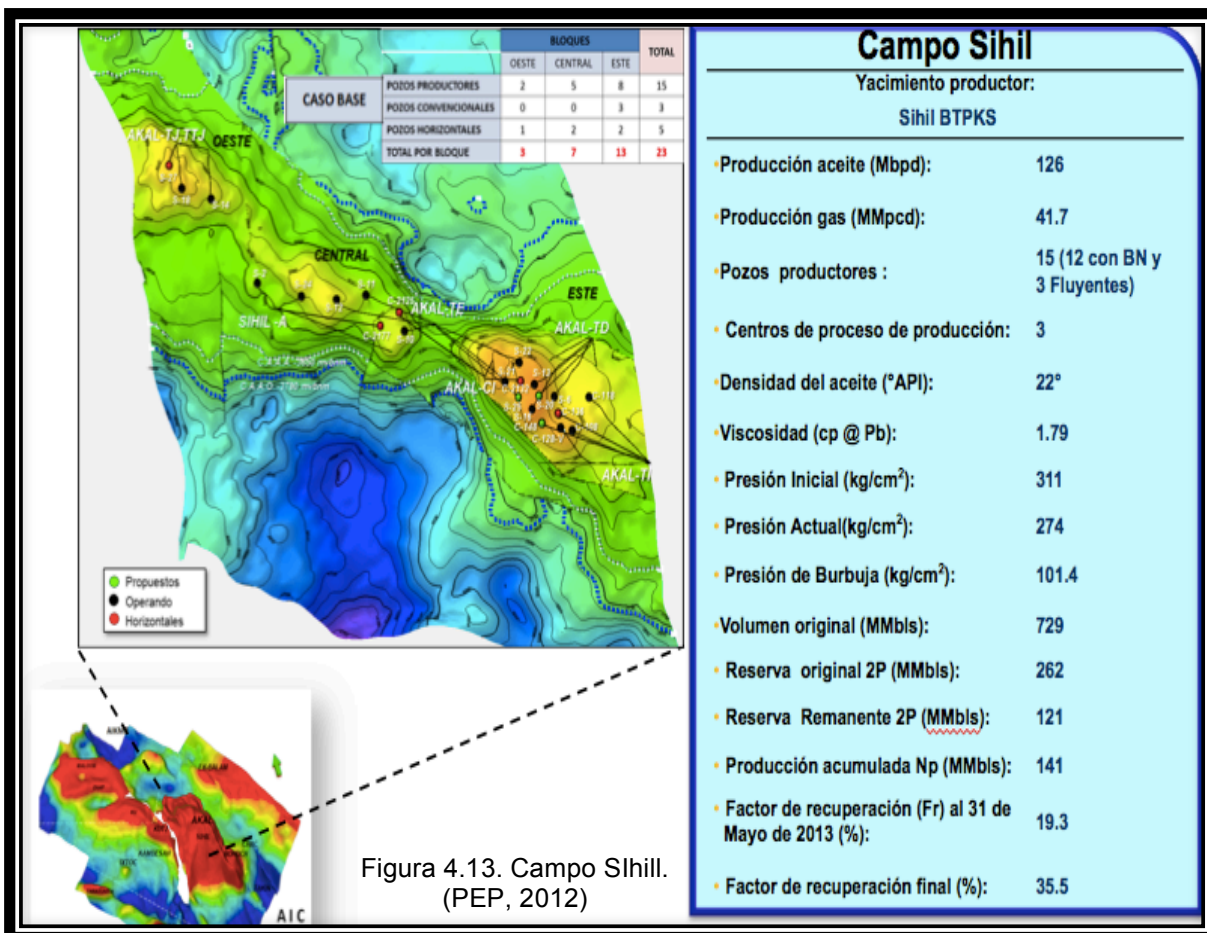 BLOQUES
TOTAL
OESTE CENTRAL ESTE
CASO BASE
POZOS PRODUCTORES 2 5 8 15
POZOS CONVENCIONALES 0 0 3 3
POZOS HORIZONTALES 1 2 2 5
TOTAL POR BLOQUE 3 7 13 23
AKAL-TJ,TTJ
OESTE
CENTRAL
SIHIL -A
AKAL-TE
ESTE
AKAL-TD
AKAL-CI
Propuestos
Operando
Horizontales
AKAL
AIC
Figura 4.13. Campo SIhill.
(PEP, 2012)
Campo Sihil
Yacimiento productor:
Sihil BTPKS
•Producción aceite (Mbpd): 126
•Producción gas (MMpcd): 41.7
•Pozos productores : 15 (12 con BN y
3 Fluyentes)
• Centros de proceso de producción: 3
•Densidad del aceite (°API): 22°
•Viscosidad (cp @ Pb): 1.79
• Presión Inicial (kg/cm²): 311
• Presión Actual(kg/cm²): 274
• Presión de Burbuja (kg/cm²): 101.4
•Volumen original (MMbls): 729
• Reserva original 2P (MMbls): 262
• Reserva Remanente 2P (MMbls): 121
• Producción acumulada Np (MMbls): 141
• Factor de recuperación (Fr) al 31 de
Mayo de 2013 (%): 19.3
• Factor de recuperación final (%): 35.5